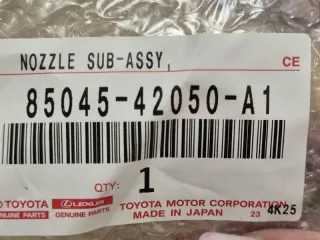 NOZZLE SUB-ASSY, CE
85045-42050-A1
QTY: 1
TOYOTA LEXUS TOYOTA MOTOR CORPORATION
GENUINE PARTS GENUINE PARTS MADE IN JAPAN 23 4K25